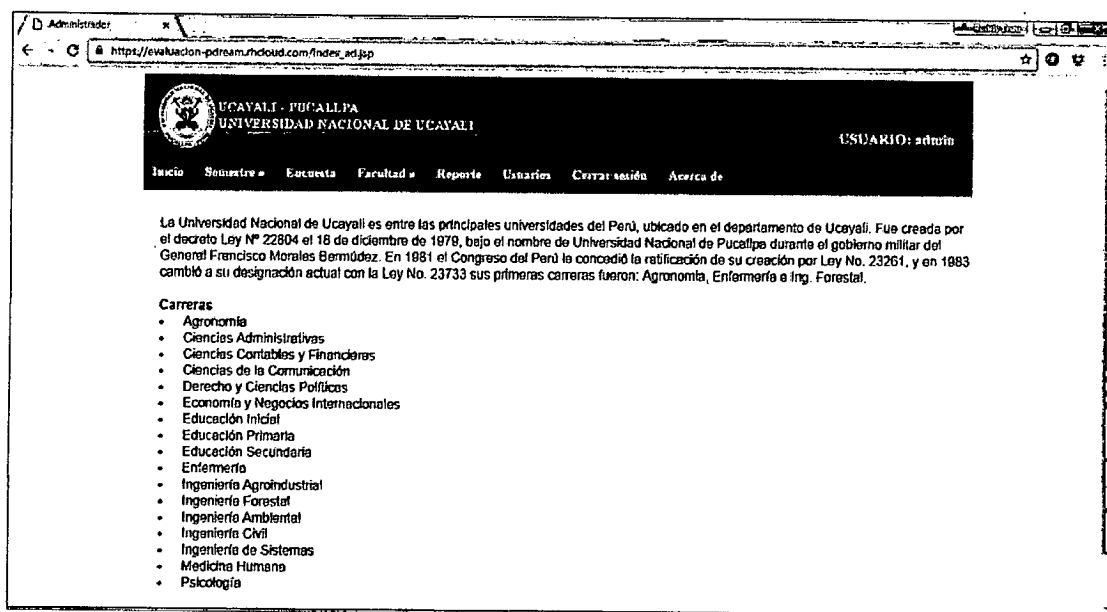 Administrador
https://evaluacion-pdream.rhcloud.com/index_ad.jsp
UCAYALI - PUCALLPA
UNIVERSIDAD NACIONAL DE UCAYALI
USUARIO: admin
Inicio Semestre » Encuesta Facultad » Reporte Usuarios Cerrar sesión Acerca de
La Universidad Nacional de Ucayali es entre las principales universidades del Perú, ubicado en el departamento de Ucayali. Fue creada por
el decreto Ley Nº 22804 el 18 de diciembre de 1979, bajo el nombre de Universidad Nacional de Pucallpa durante el gobierno militar del
General Francisco Morales Bermúdez. En 1981 el Congreso del Perú le concedió la ratificación de su creación por Ley No. 23261, y en 1983
cambió a su designación actual con la Ley No. 23733 sus primeras carreras fueron: Agronomía, Enfermería e Ing. Forestal.
Carreras
• Agronomía
• Ciencias Administrativas
• Ciencias Contables y Financieras
• Ciencias de la Comunicación
• Derecho y Ciencias Políticas
• Economía y Negocios Internacionales
• Educación Inicial
• Educación Primaria
• Educación Secundaria
• Enfermería
• Ingeniería Agroindustrial
• Ingeniería Forestal
• Ingeniería Ambiental
• Ingeniería Civil
• Ingeniería de Sistemas
• Medicina Humana
• Psicología